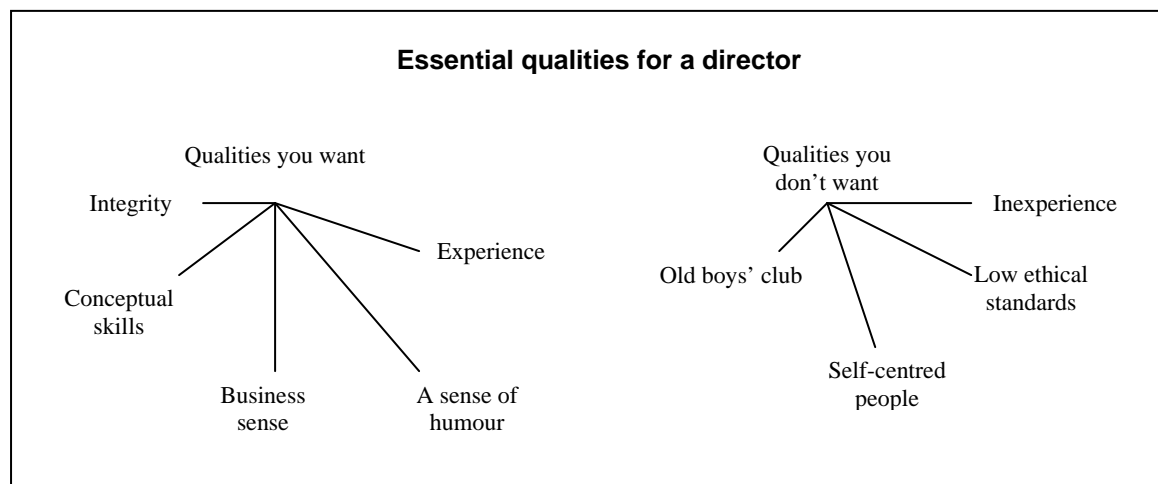 Essential qualities for a director
Qualities you want
Integrity
Experience
Conceptual
skills
Business
sense
A sense of
humour
Qualities you
don’t want
Inexperience
Old boys’ club
Low ethical
standards
Self-centred
people